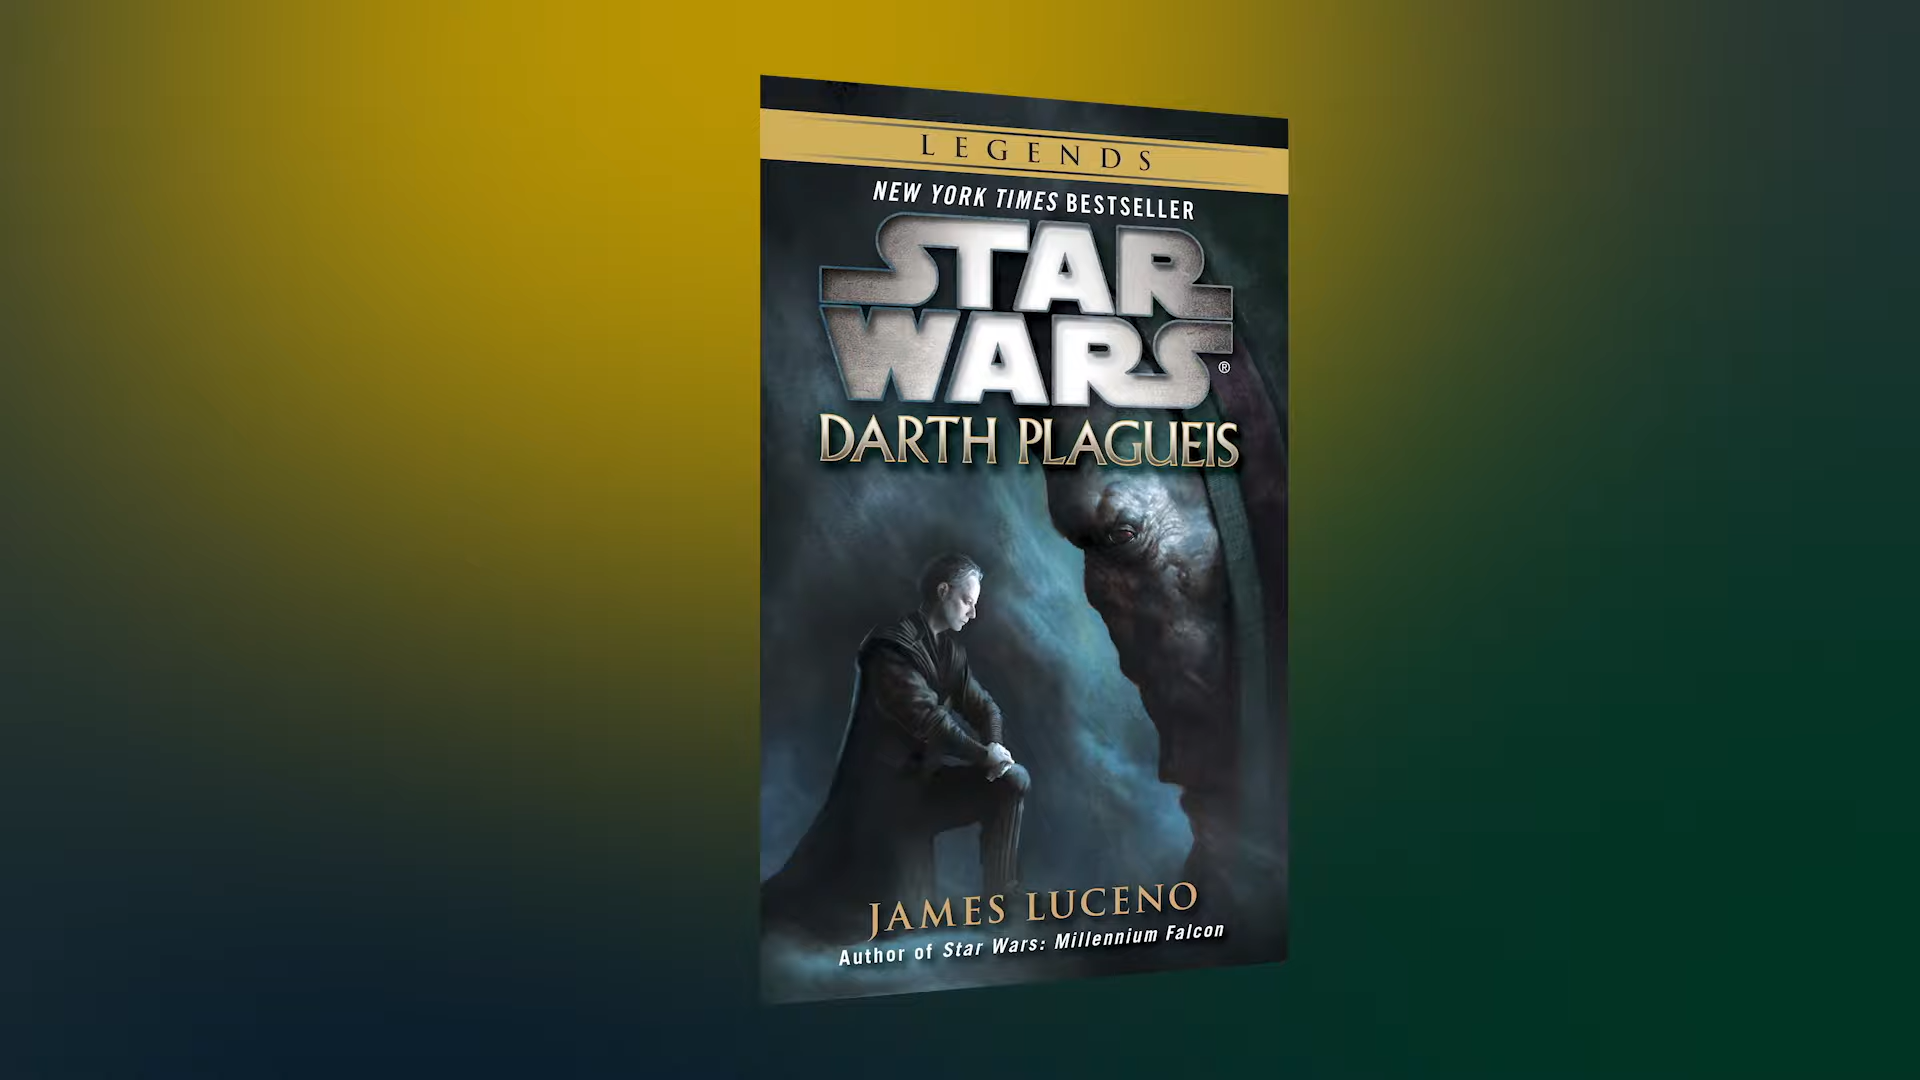 LEGENDS
NEW YORK TIMES BESTSELLER
STAR
WARS®
DARTH PLAGUEIS
JAMES LUCENO
Author of Star Wars: Millennium Falcon